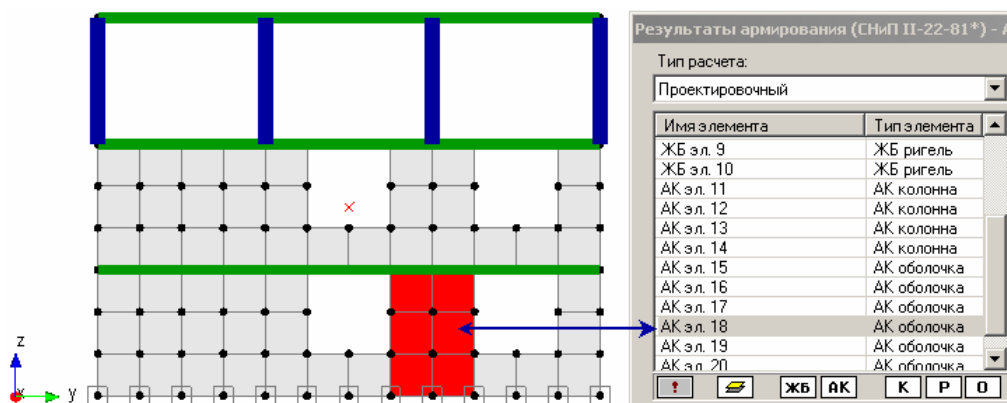 Результаты армирования (СНиП II-22-81*) - А
Тип расчета:
Проектировочный
Имя элемента Тип элемента
ЖБ эл. 9 ЖБ ригель
ЖБ эл. 10 ЖБ ригель
АК эл. 11 АК колонна
АК эл. 12 АК колонна
АК эл. 13 АК колонна
АК эл. 14 АК колонна
АК эл. 15 АК оболочка
АК эл. 16 АК оболочка
АК эл. 17 АК оболочка
АК эл. 18 АК оболочка
АК эл. 19 АК оболочка
АК эл. 20 АК оболочка
! ЖБ АК К Р О
z
x y